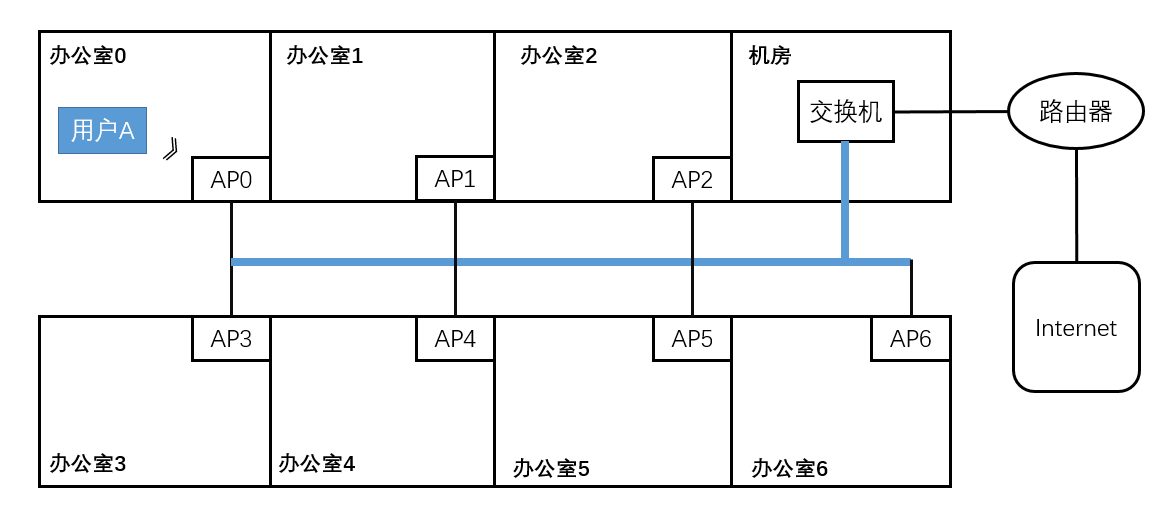 办公室0
办公室1
办公室2
机房
用户A
交换机
路由器
AP0
AP1
AP2
AP3
AP4
AP5
AP6
Internet
办公室3
办公室4
办公室5
办公室6